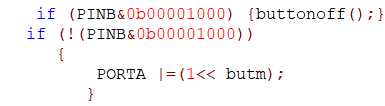 if (PINB&0b00001000) {buttonoff();}
if (!(PINB&0b00001000))
{
PORTA |=(1<< butm);
}